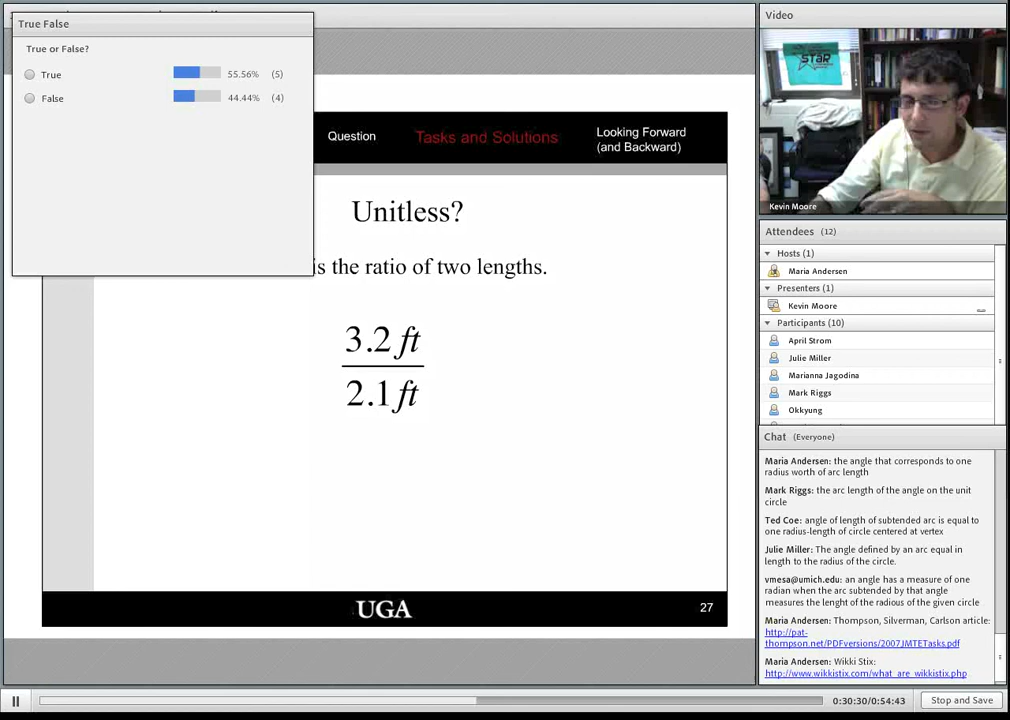 True False
True or False?
True 55.56% (5)
False 44.44% (4)
Question Tasks and Solutions Looking Forward
(and Backward)
Unitless?
is the ratio of two lengths.
3.2 ft
2.1 ft
UGA
27
Video
STaR
Kevin Moore
Attendees (12)
Hosts (1)
Maria Andersen
Presenters (1)
Kevin Moore
Participants (10)
April Strom
Julie Miller
Marianna Jagodina
Mark Riggs
Okkyung
Chat (Everyone)
Maria Andersen: the angle that corresponds to one
radius worth of arc length
Mark Riggs: the arc length of the angle on the unit
circle
Ted Coe: angle of length of subtended arc is equal to
one radius-length of circle centered at vertex
Julie Miller: The angle defined by an arc equal in
length to the radius of the circle.
vmesa@umich.edu: an angle has a measure of one
radian when the arc subtended by that angle
measures the lenght of the radious of the given circle
Maria Andersen: Thompson, Silverman, Carlson article:
http://pat-
thompson.net/PDFversions/2007JMTETasks.pdf
Maria Andersen: Wikki Stix:
http://www.wikkistix.com/what_are_wikkistix.php
0:30:30/0:54:43
Stop and Save